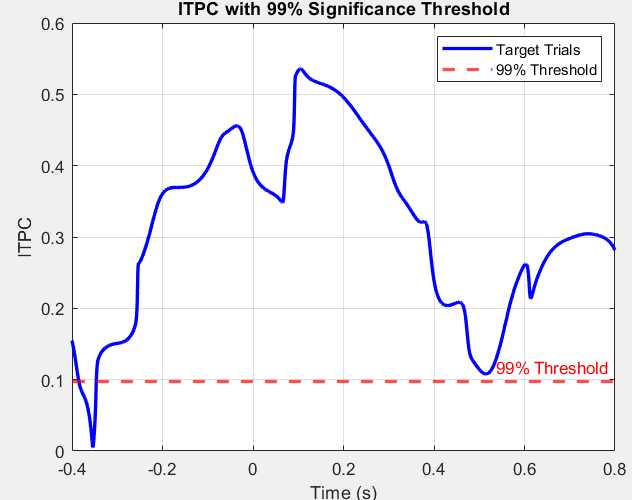 ITPC with 99% Significance Threshold
0.6
0.5
0.4
0.3
0.2
0.1
0
ITPC
Target Trials
99% Threshold
99% Threshold
-0.4 -0.2 0 0.2 0.4 0.6 0.8
Time (s)